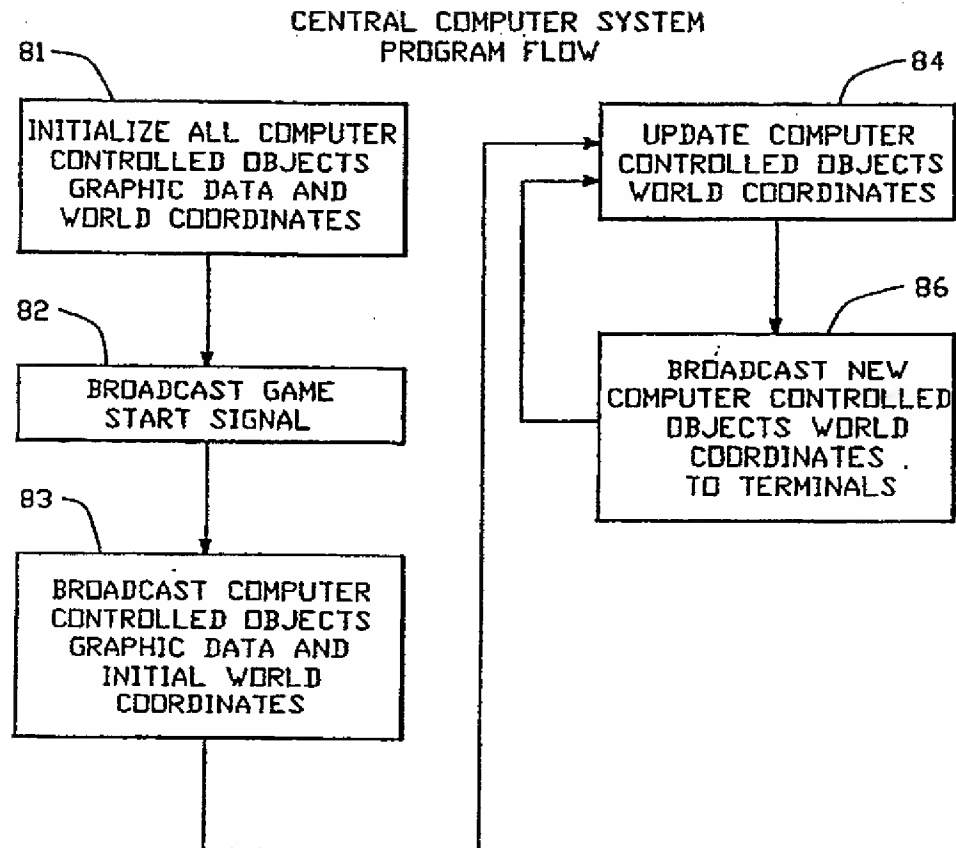 CENTRAL COMPUTER SYSTEM
PROGRAM FLOW
81
INITIALIZE ALL COMPUTER
CONTROLLED OBJECTS
GRAPHIC DATA AND
WORLD COORDINATES
82
BROADCAST GAME
START SIGNAL
83
BROADCAST COMPUTER
CONTROLLED OBJECTS
GRAPHIC DATA AND
INITIAL WORLD
COORDINATES
84
UPDATE COMPUTER
CONTROLLED OBJECTS
WORLD COORDINATES
86
BROADCAST NEW
COMPUTER CONTROLLED
OBJECTS WORLD
COORDINATES
TO TERMINALS